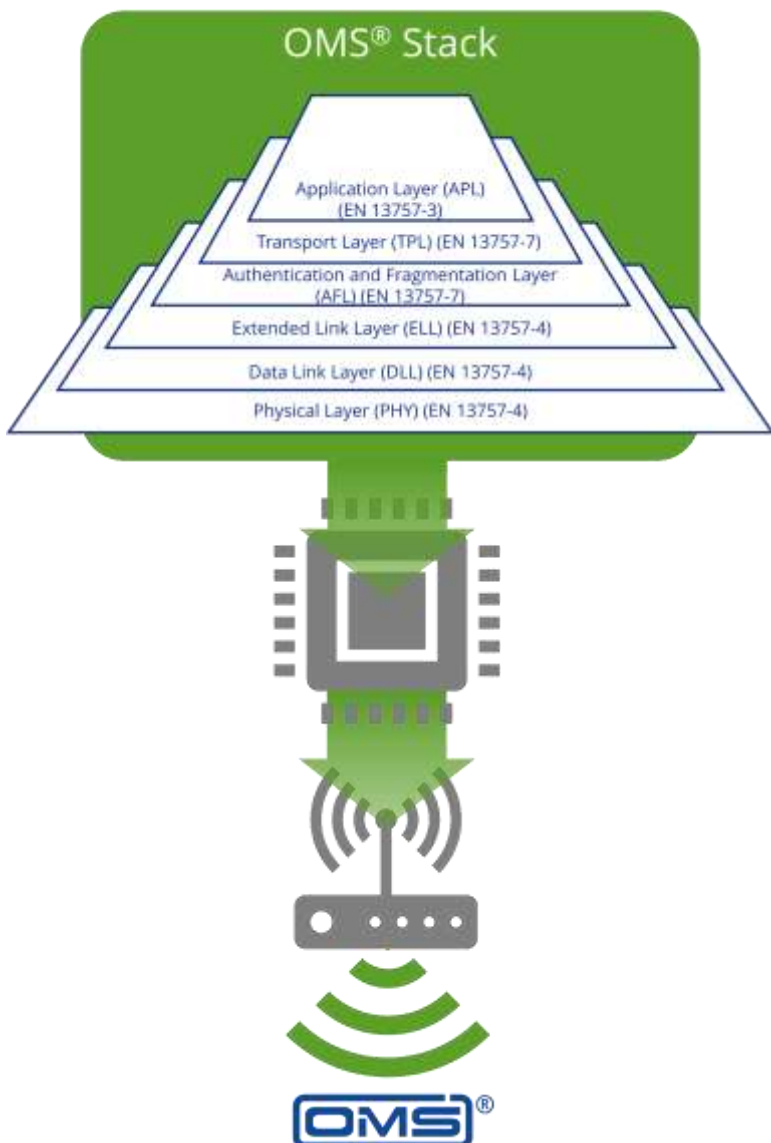 OMS® Stack
Application Layer (APL)
(EN 13757-3)
Transport Layer (TPL) (EN 13757-7)
Authentication and Fragmentation Layer
(AFL) (EN 13757-7)
Extended Link Layer (ELL) (EN 13757-4)
Data Link Layer (DLL) (EN 13757-4)
Physical Layer (PHY) (EN 13757-4)
OMS®